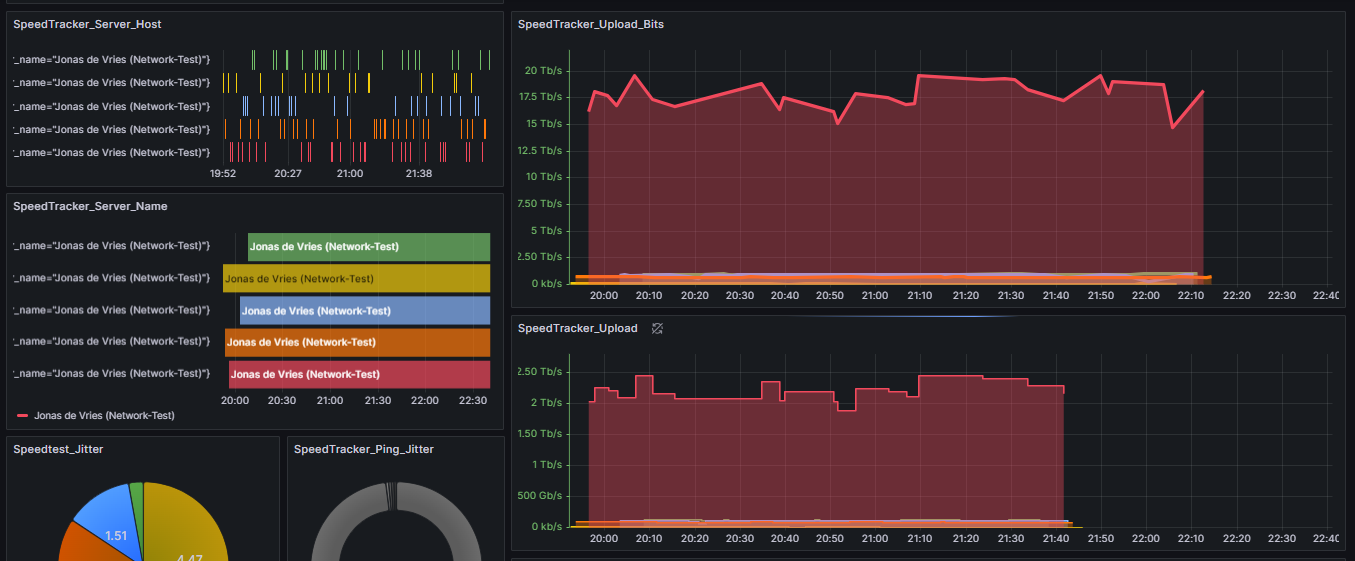 SpeedTracker_Server_Host
r_name="Jonas de Vries (Network-Test)"}
r_name="Jonas de Vries (Network-Test)"}
r_name="Jonas de Vries (Network-Test)"}
r_name="Jonas de Vries (Network-Test)"}
r_name="Jonas de Vries (Network-Test)"}
19:52 20:27 21:00 21:38
SpeedTracker_Server_Name
r_name="Jonas de Vries (Network-Test)"} Jonas de Vries (Network-Test)
r_name="Jonas de Vries (Network-Test)"} Jonas de Vries (Network-Test)
r_name="Jonas de Vries (Network-Test)"} Jonas de Vries (Network-Test)
r_name="Jonas de Vries (Network-Test)"} Jonas de Vries (Network-Test)
r_name="Jonas de Vries (Network-Test)"} Jonas de Vries (Network-Test)
20:00 20:30 21:00 21:30 22:00 22:30
Jonas de Vries (Network-Test)
Speedtest_Jitter
1.51
4.47
SpeedTracker_Ping_Jitter
SpeedTracker_Upload_Bits
20 Tb/s
17.5 Tb/s
15 Tb/s
12.5 Tb/s
10 Tb/s
7.50 Tb/s
5 Tb/s
2.50 Tb/s
0 kb/s
20:00 20:10 20:20 20:30 20:40 20:50 21:00 21:10 21:20 21:30 21:40 21:50 22:00 22:10 22:20 22:30 22:40
SpeedTracker_Upload
2.50 Tb/s
2 Tb/s
1.50 Tb/s
1 Tb/s
500 Gb/s
0 kb/s
20:00 20:10 20:20 20:30 20:40 20:50 21:00 21:10 21:20 21:30 21:40 21:50 22:00 22:10 22:20 22:30 22:40